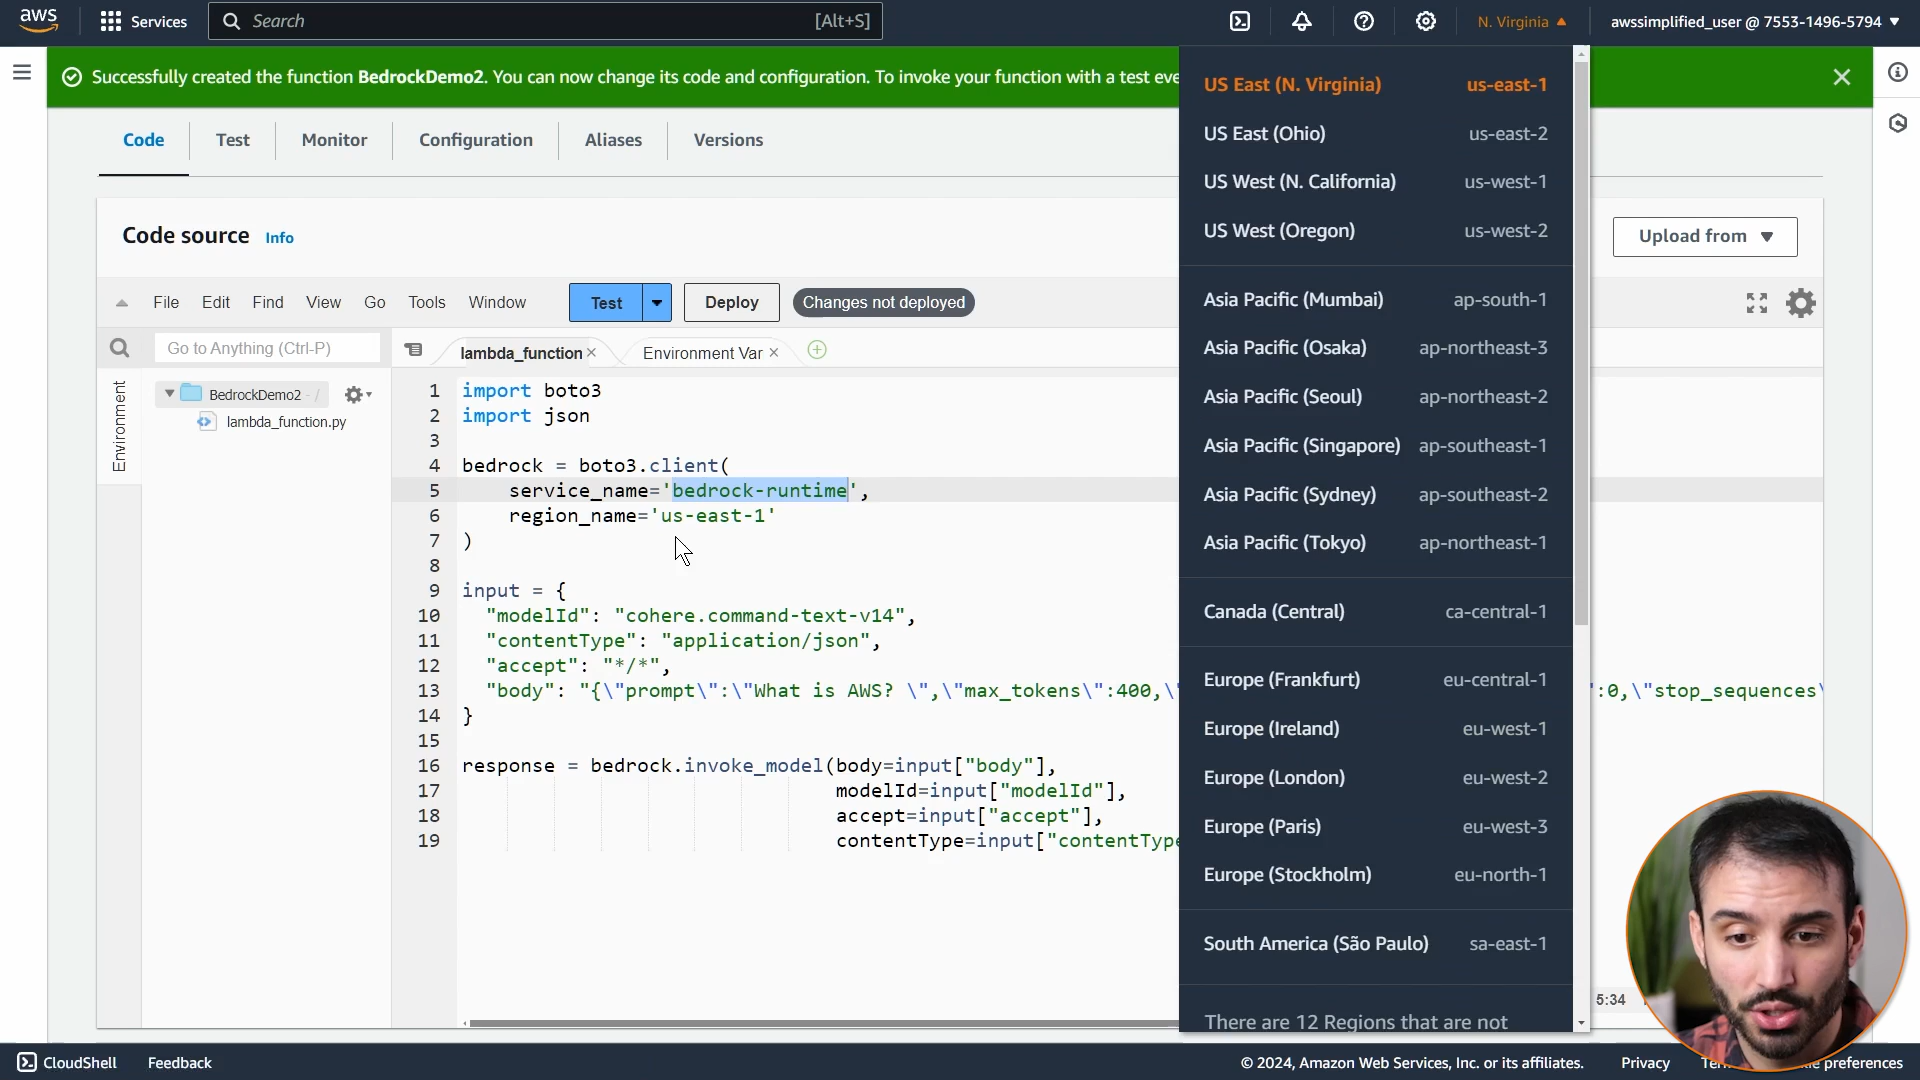 aws
Services
Search
[Alt+S]
N. Virginia
awssimplified_user @ 7553-1496-5794
Successfully created the function BedrockDemo2. You can now change its code and configuration. To invoke your function with a test eve
Code
Test
Monitor
Configuration
Aliases
Versions
Code source Info
Upload from
File Edit Find View Go Tools Window
Test
Deploy
Changes not deployed
Go to Anything (Ctrl-P)
lambda_function
Environment Var
Environment
BedrockDemo2 - /
lambda_function.py
1 import boto3
2 import json
3
4 bedrock = boto3.client(
5 service_name='bedrock-runtime',
6 region_name='us-east-1'
7 )
8
9 input = {
10 "modelId": "cohere.command-text-v14",
11 "contentType": "application/json",
12 "accept": "*/*",
13 "body": "{\"prompt\":\"What is AWS? \",\"max_tokens\":400,\ ":0,\"stop_sequences\
14 }
15
16 response = bedrock.invoke_model(body=input["body"],
17 modelId=input["modelId"],
18 accept=input["accept"],
19 contentType=input["contentType
US East (N. Virginia) us-east-1
US East (Ohio) us-east-2
US West (N. California) us-west-1
US West (Oregon) us-west-2
Asia Pacific (Mumbai) ap-south-1
Asia Pacific (Osaka) ap-northeast-3
Asia Pacific (Seoul) ap-northeast-2
Asia Pacific (Singapore) ap-southeast-1
Asia Pacific (Sydney) ap-southeast-2
Asia Pacific (Tokyo) ap-northeast-1
Canada (Central) ca-central-1
Europe (Frankfurt) eu-central-1
Europe (Ireland) eu-west-1
Europe (London) eu-west-2
Europe (Paris) eu-west-3
Europe (Stockholm) eu-north-1
South America (São Paulo) sa-east-1
There are 12 Regions that are not
5:34
CloudShell
Feedback
© 2024, Amazon Web Services, Inc. or its affiliates.
Privacy
preferences